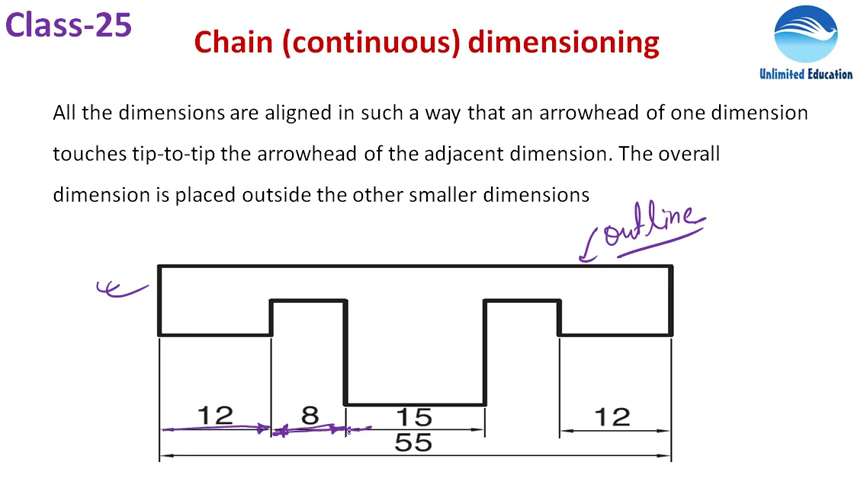 Class-25
Chain (continuous) dimensioning
Unlimited Education
All the dimensions are aligned in such a way that an arrowhead of one dimension
touches tip-to-tip the arrowhead of the adjacent dimension. The overall
dimension is placed outside the other smaller dimensions
outline
12 8 15 12
55